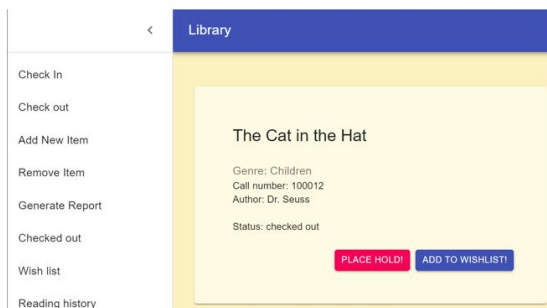 Library
Check In
Check out
Add New Item
Remove Item
Generate Report
Checked out
Wish list
Reading history
The Cat in the Hat
Genre: Children
Call number: 100012
Author: Dr. Seuss
Status: checked out
PLACE HOLD! ADD TO WISHLIST!